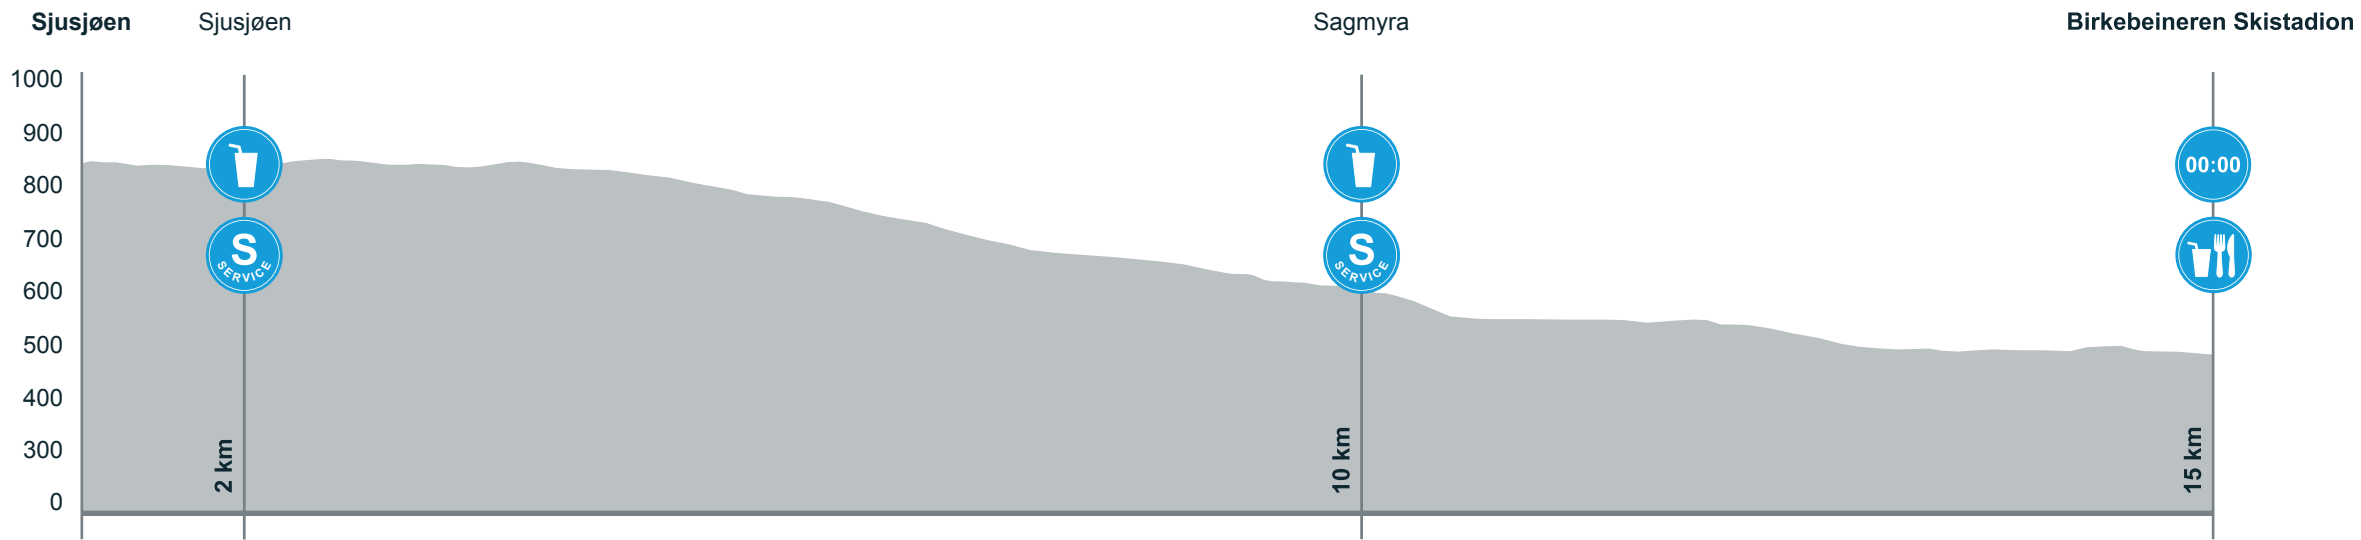 Sjusjøen
Sjusjøen
Sagmyra
Birkebeineren Skistadion
1000
900
800
700
600
500
400
300
0
S
SERVICE
2 km
S
SERVICE
10 km
00:00
15 km